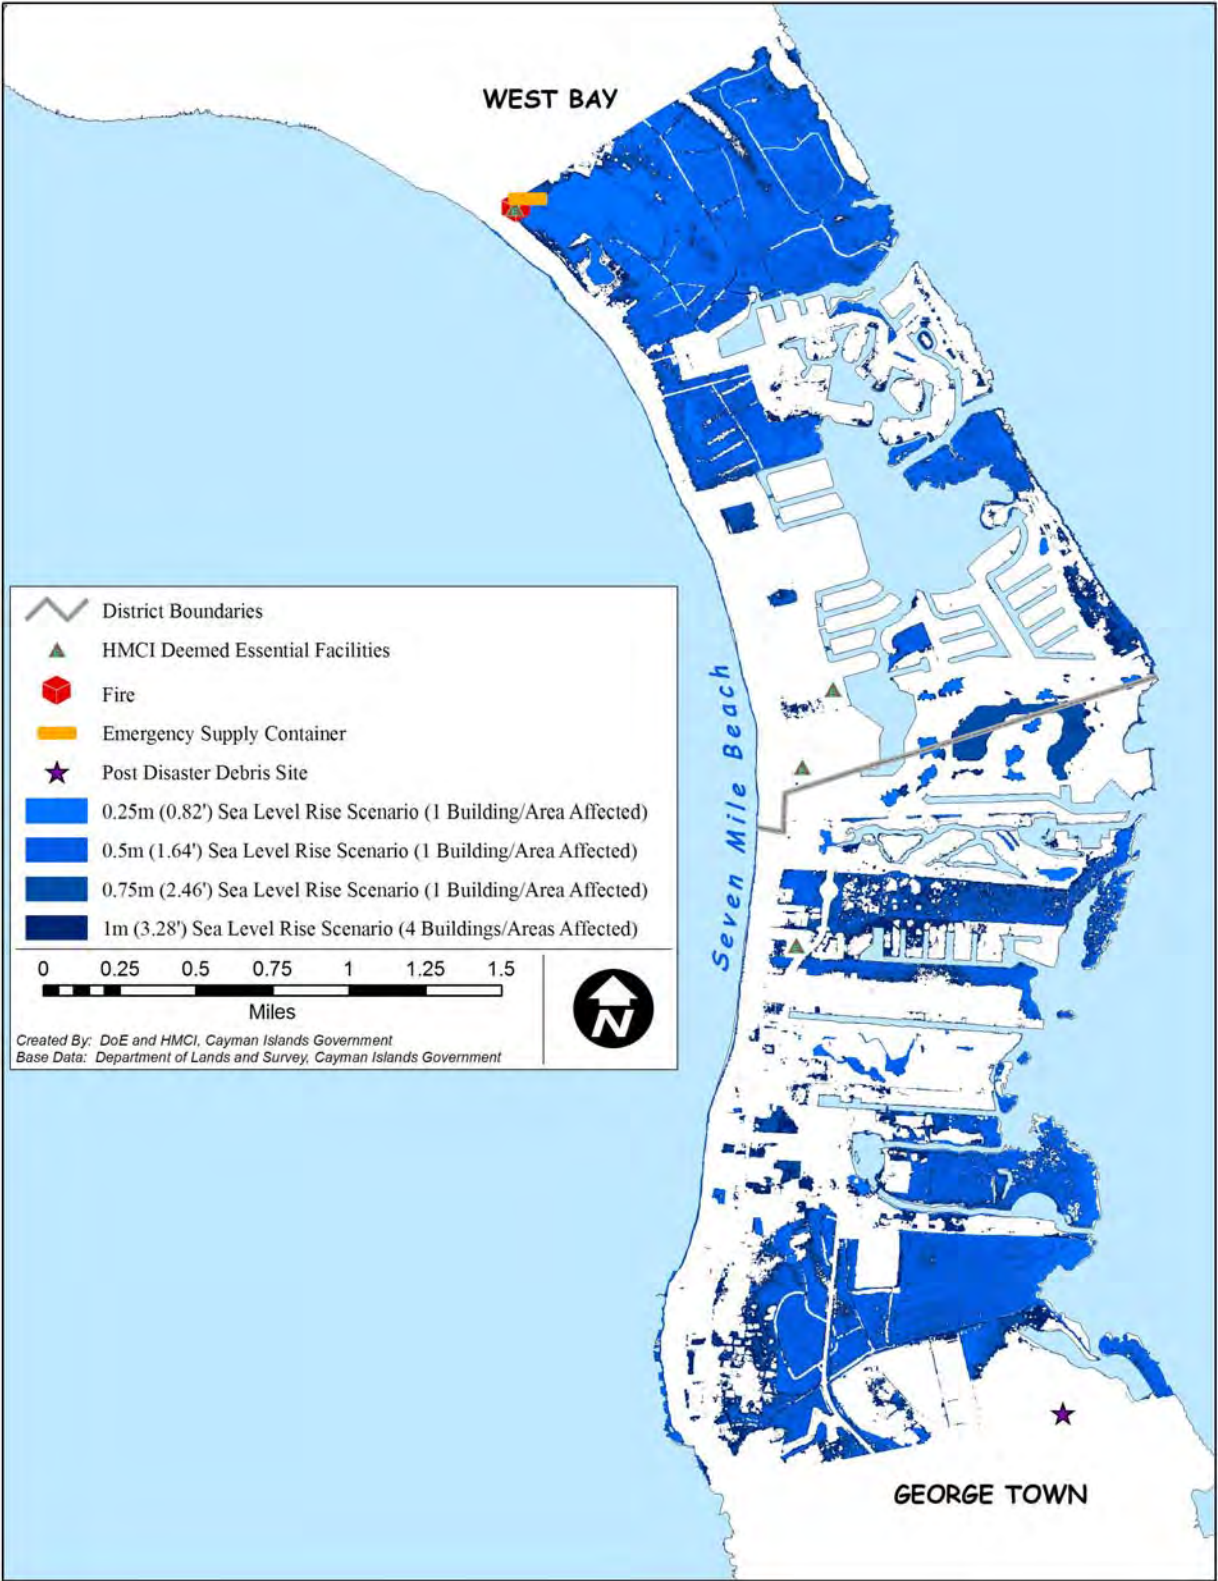 WEST BAY
District Boundaries
HMCI Deemed Essential Facilities
Fire
Emergency Supply Container
Post Disaster Debris Site
0.25m (0.82') Sea Level Rise Scenario (1 Building/Area Affected)
0.5m (1.64') Sea Level Rise Scenario (1 Building/Area Affected)
0.75m (2.46') Sea Level Rise Scenario (1 Building/Area Affected)
1m (3.28') Sea Level Rise Scenario (4 Buildings/Areas Affected)
0 0.25 0.5 0.75 1 1.25 1.5
Miles
N
Created By: DoE and HMCI, Cayman Islands Government
Base Data: Department of Lands and Survey, Cayman Islands Government
Seven Mile Beach
GEORGE TOWN